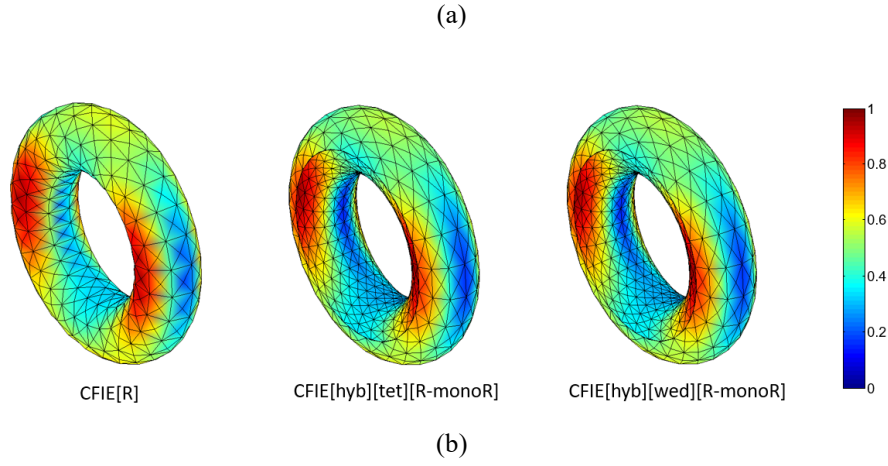 (a)
1
0.8
0.6
0.4
0.2
0
CFIE[R]
CFIE[hyb][tet][R-monoR]
CFIE[hyb][wed][R-monoR]
(b)